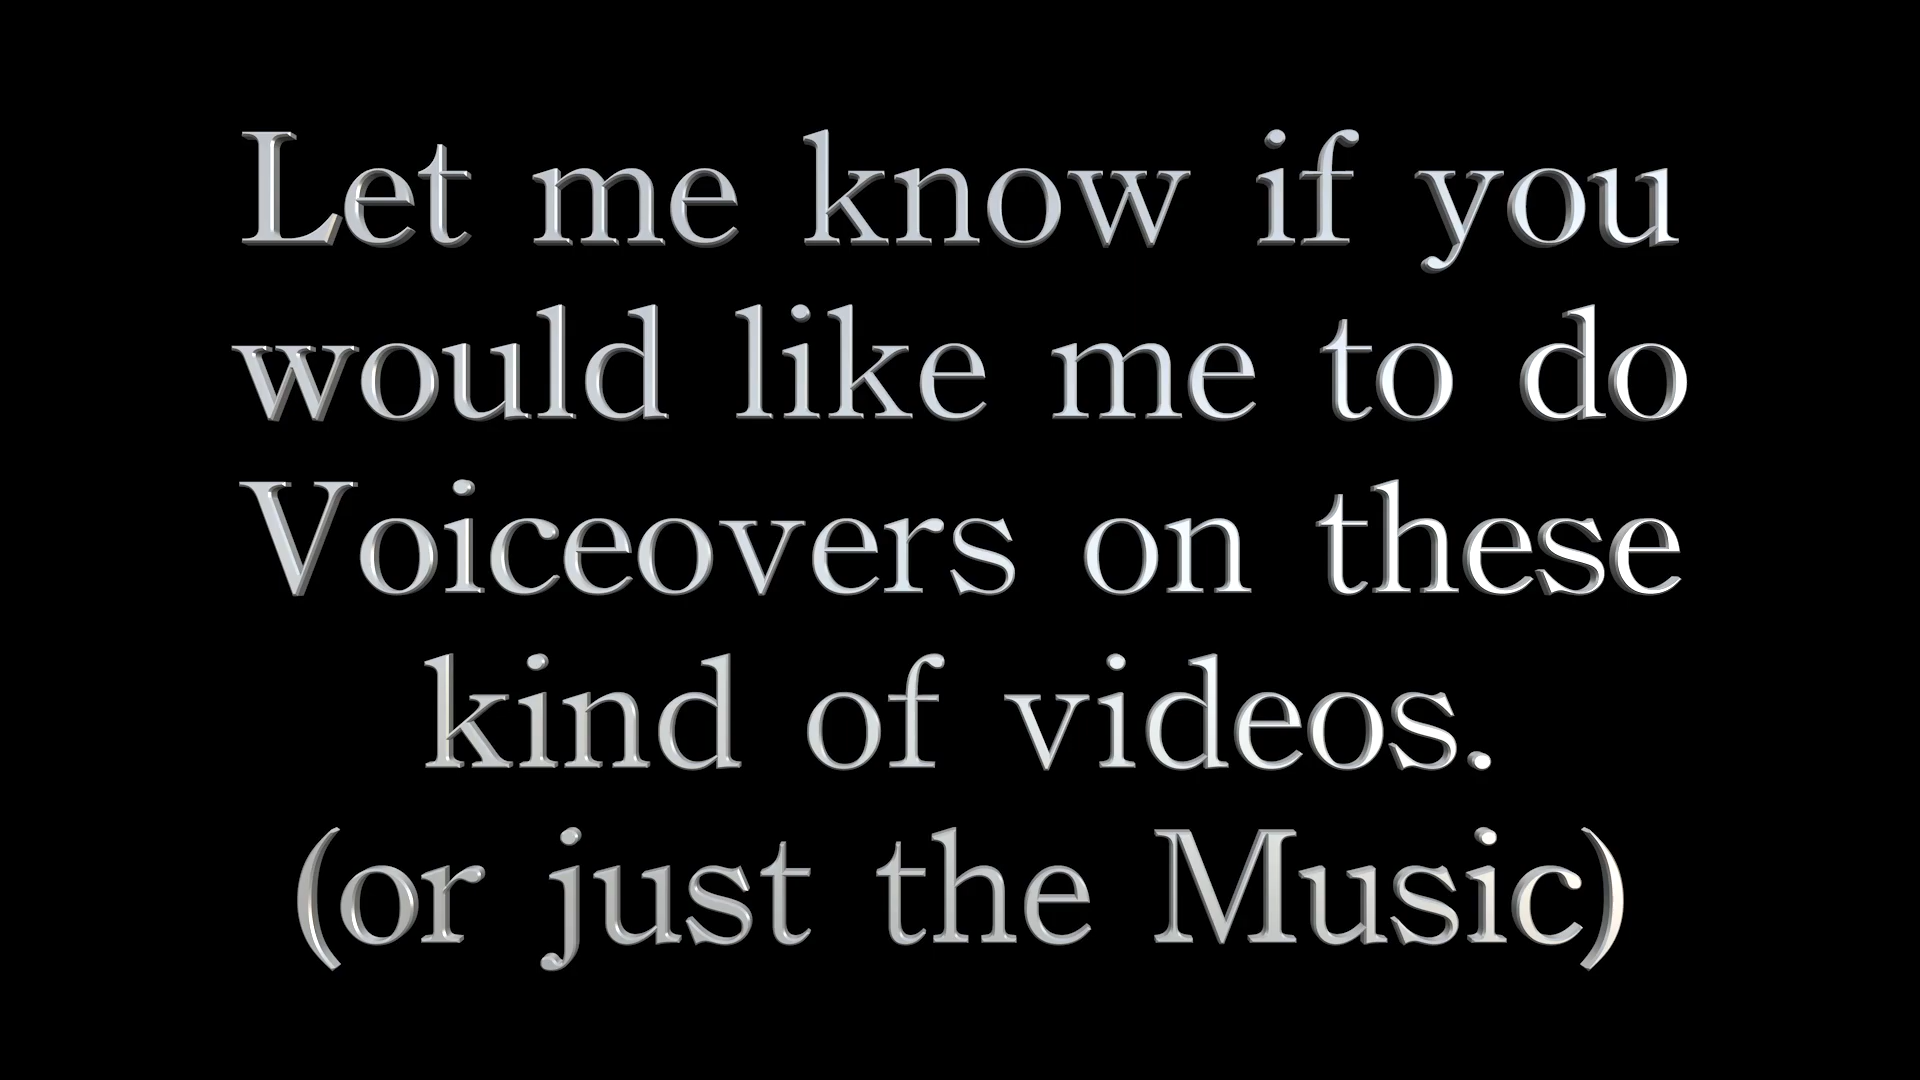 Let me know if you
would like me to do
Voiceovers on these
kind of videos.
(or just the Music)